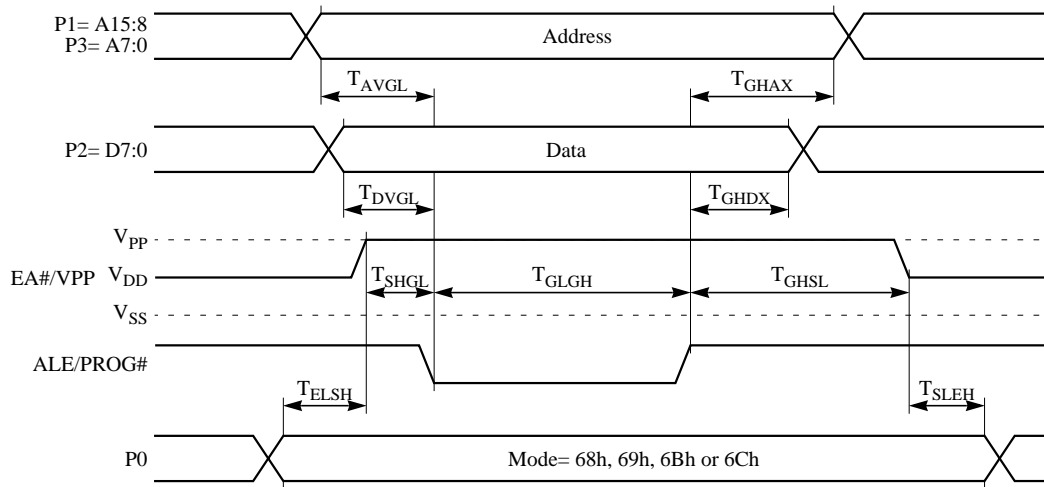 P1= A15:8
P3= A7:0
Address
TAVGL
TGHAX
P2= D7:0
Data
TDVGL
TGHDX
VPP
EA#/VPP
VDD
TSHGL
TGLGH
TGHSL
VSS
ALE/PROG#
TELSH
TSLEH
P0
Mode= 68h, 69h, 6Bh or 6Ch